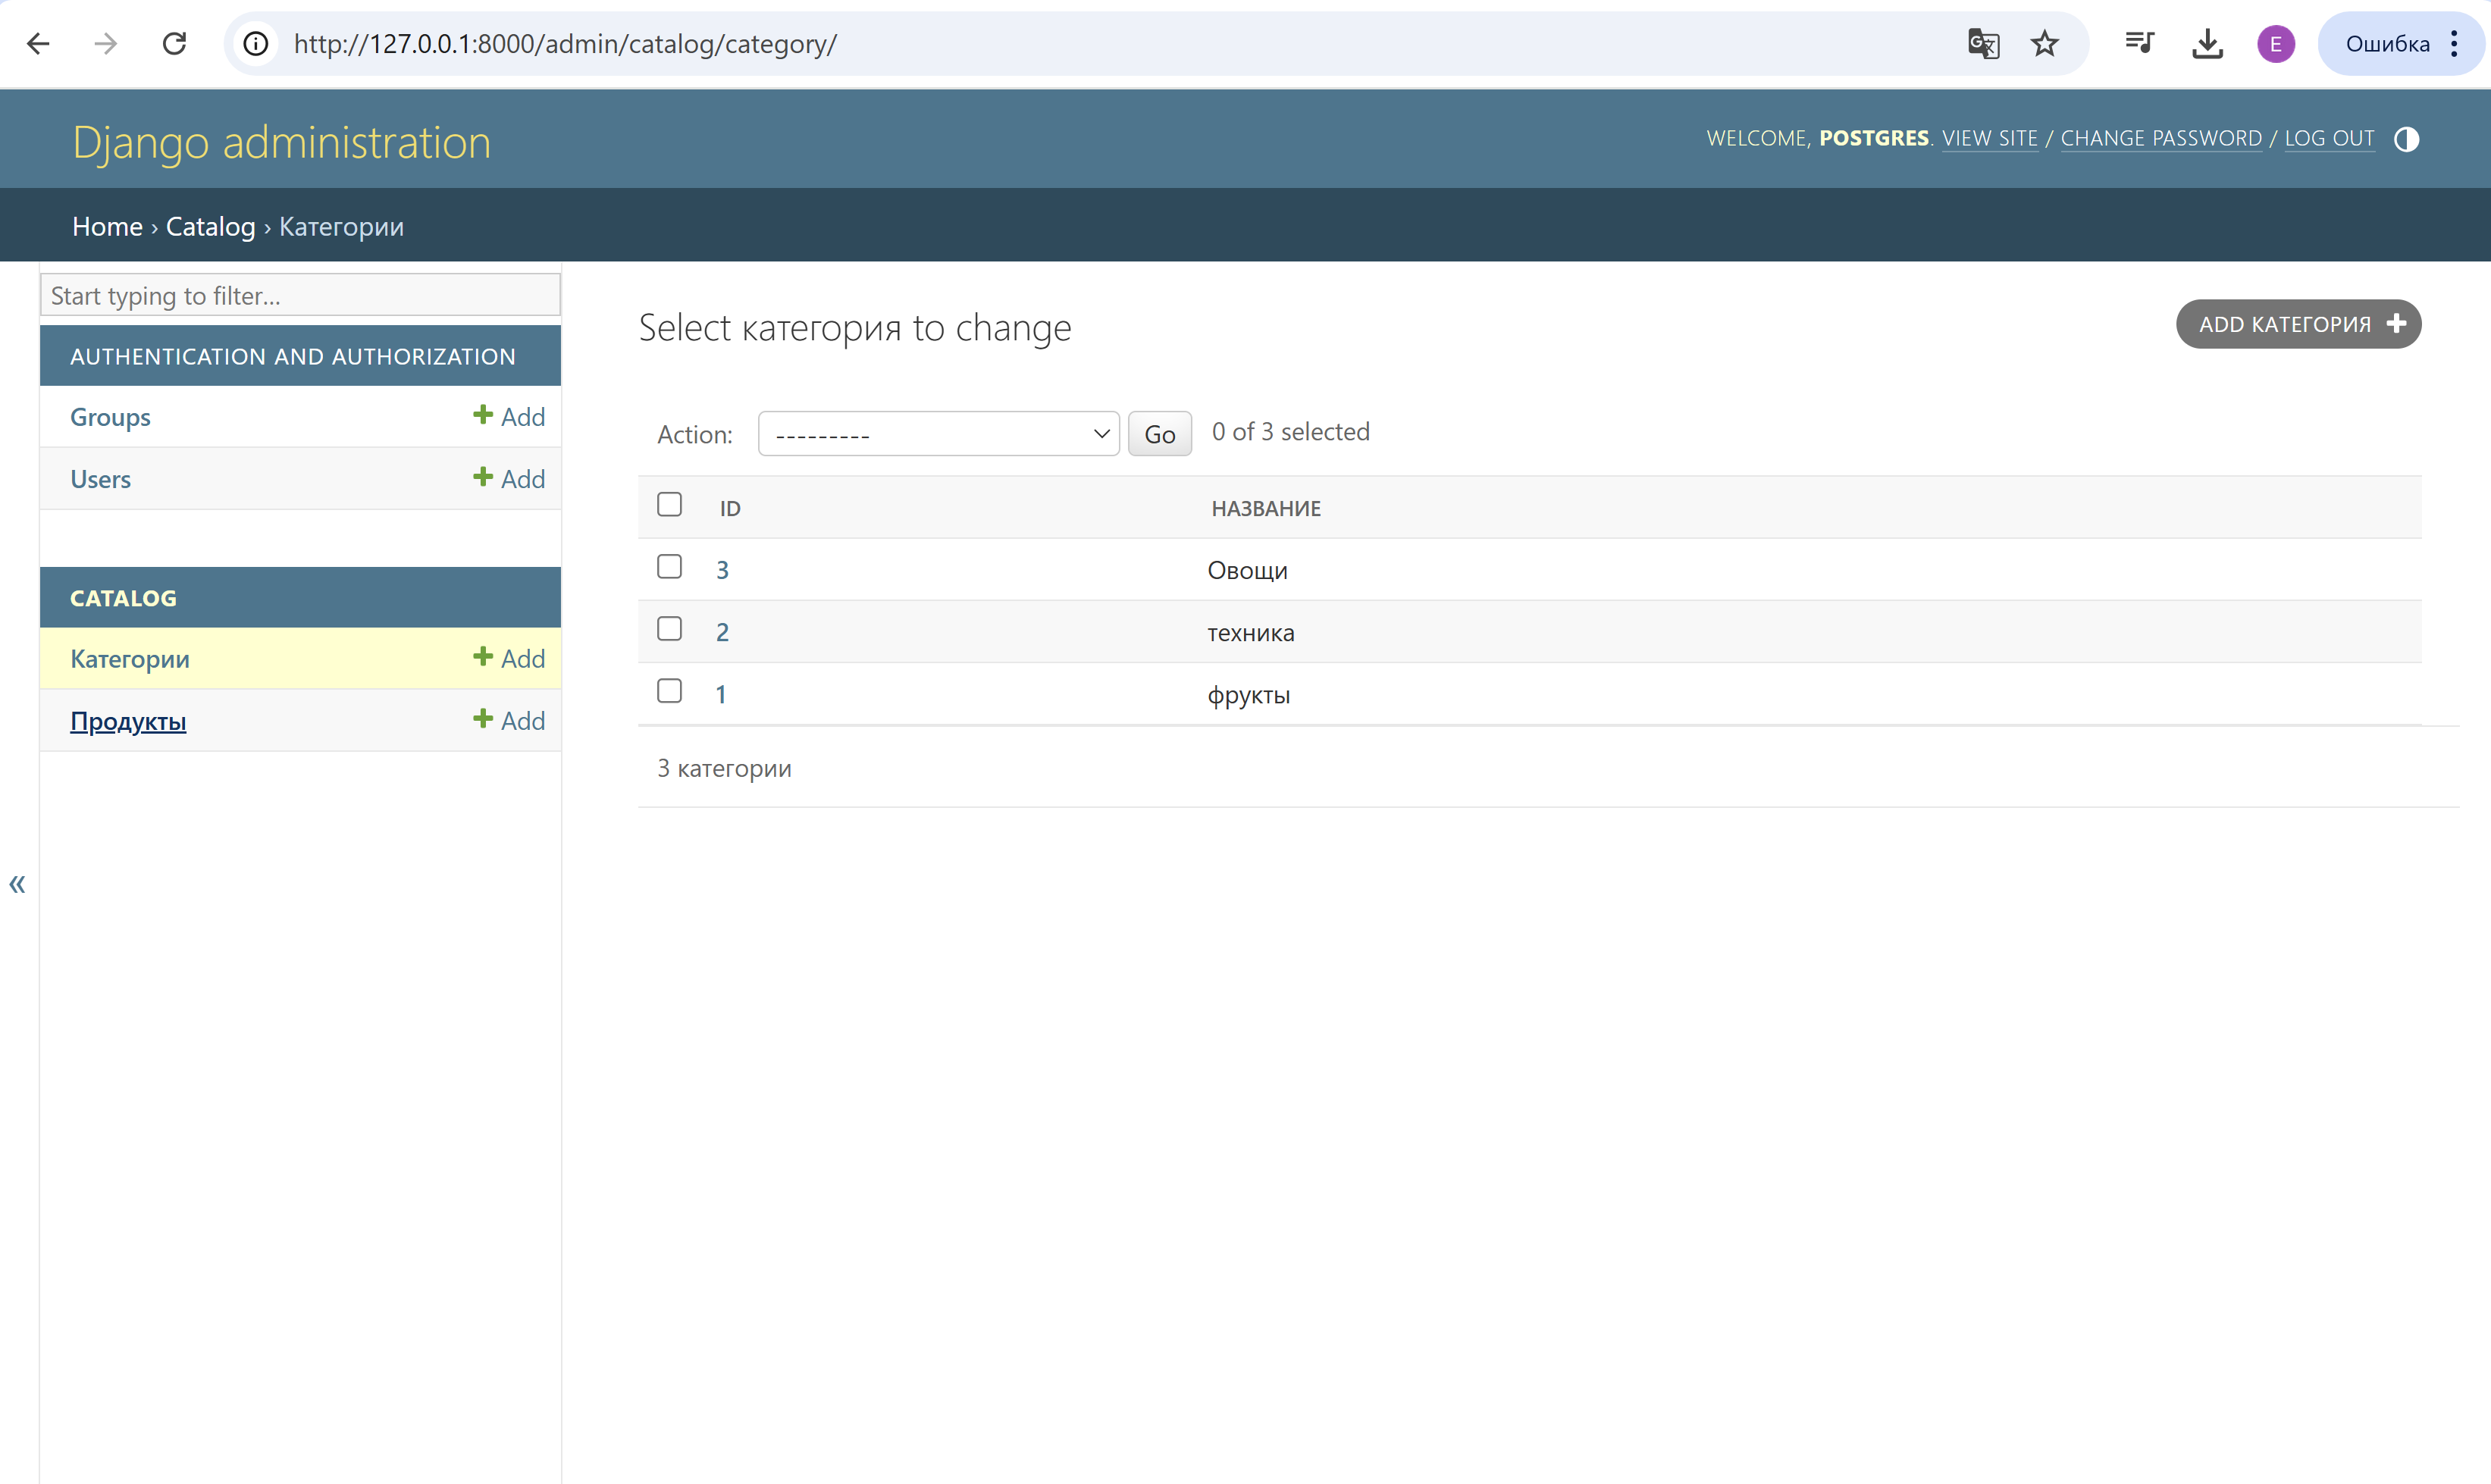 http://127.0.0.1:8000/admin/catalog/category/
E
Ошибка
Django administration
WELCOME, POSTGRES. VIEW SITE / CHANGE PASSWORD / LOG OUT
Home › Catalog › Категории
Start typing to filter...
AUTHENTICATION AND AUTHORIZATION
Groups + Add
Users + Add
CATALOG
Категории + Add
Продукты + Add
«
Select категория to change
ADD КАТЕГОРИЯ +
Action: --------- Go 0 of 3 selected
ID НАЗВАНИЕ
3 Овощи
2 техника
1 фрукты
3 категории